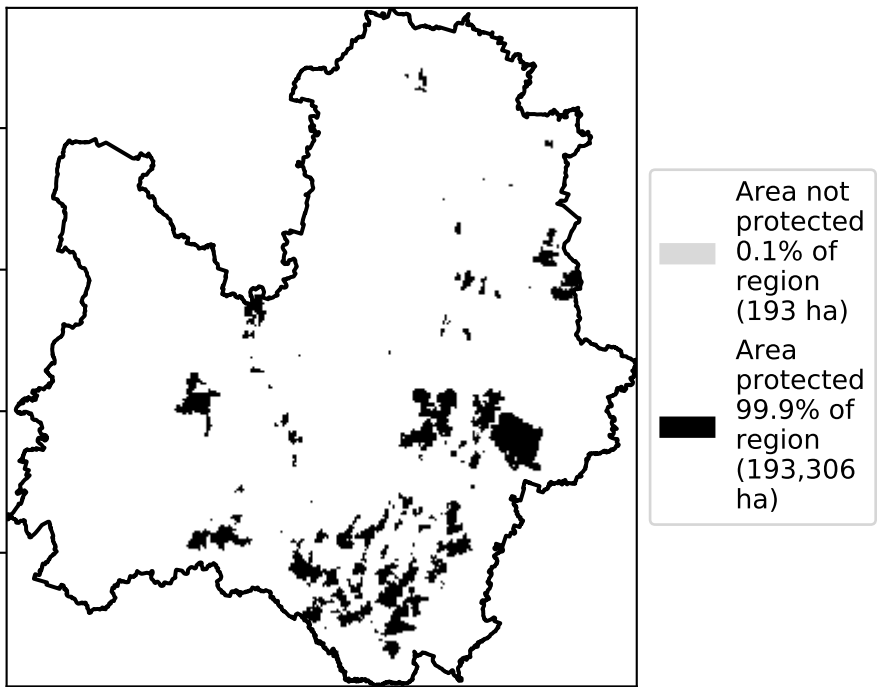 Area not
protected
0.1% of
region
(193 ha)
Area
protected
99.9% of
region
(193,306
ha)